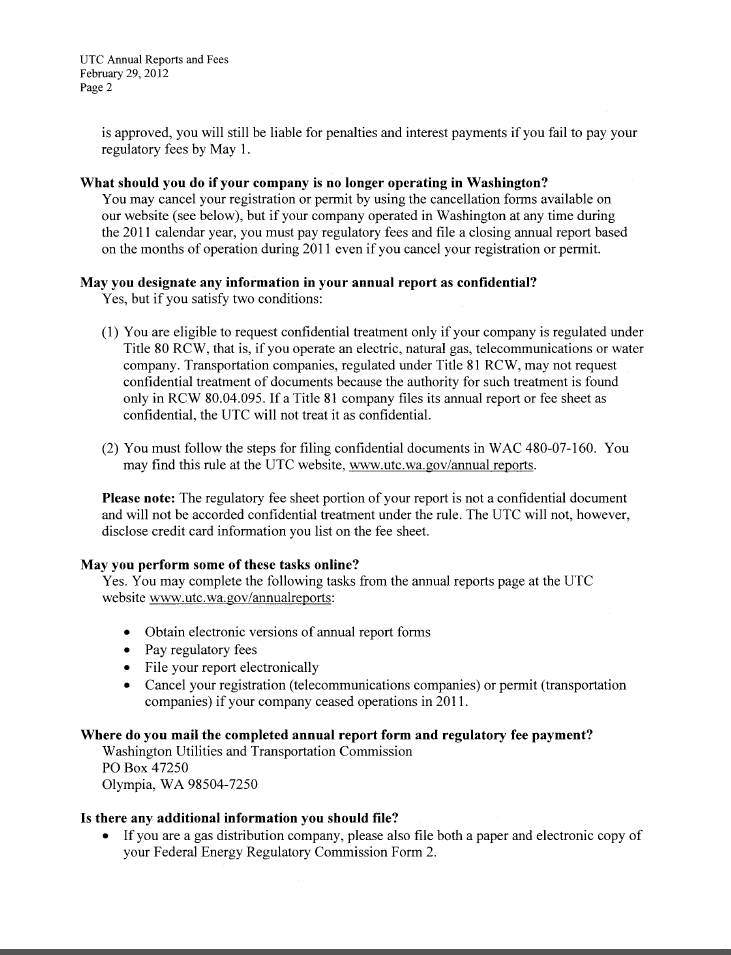 UTC Annual Reports and Fees
February 29, 2012
Page 2
is approved, you will still be liable for penalties and interest payments if you fail to pay your
regulatory fees by May 1.
What should you do if your company is no longer operating in Washington?
You may cancel your registration or permit by using the cancellation forms available on
our website (see below), but if your company operated in Washington at any time during
the 2011 calendar year, you must pay regulatory fees and file a closing annual report based
on the months of operation during 2011 even if you cancel your registration or permit.
May you designate any information in your annual report as confidential?
Yes, but if you satisfy two conditions:
(1) You are eligible to request confidential treatment only if your company is regulated under
Title 80 RCW, that is, if you operate an electric, natural gas, telecommunications or water
company. Transportation companies, regulated under Title 81 RCW, may not request
confidential treatment of documents because the authority for such treatment is found
only in RCW 80.04.095. If a Title 81 company files its annual report or fee sheet as
confidential, the UTC will not treat it as confidential.
(2) You must follow the steps for filing confidential documents in WAC 480-07-160. You
may find this rule at the UTC website, www.utc.wa.gov/annual reports.
Please note: The regulatory fee sheet portion of your report is not a confidential document
and will not be accorded confidential treatment under the rule. The UTC will not, however,
disclose credit card information you list on the fee sheet.
May you perform some of these tasks online?
Yes. You may complete the following tasks from the annual reports page at the UTC
website www.utc.wa.gov/annualreports:
• Obtain electronic versions of annual report forms
• Pay regulatory fees
• File your report electronically
• Cancel your registration (telecommunications companies) or permit (transportation
companies) if your company ceased operations in 2011.
Where do you mail the completed annual report form and regulatory fee payment?
Washington Utilities and Transportation Commission
PO Box 47250
Olympia, WA 98504-7250
Is there any additional information you should file?
• If you are a gas distribution company, please also file both a paper and electronic copy of
your Federal Energy Regulatory Commission Form 2.